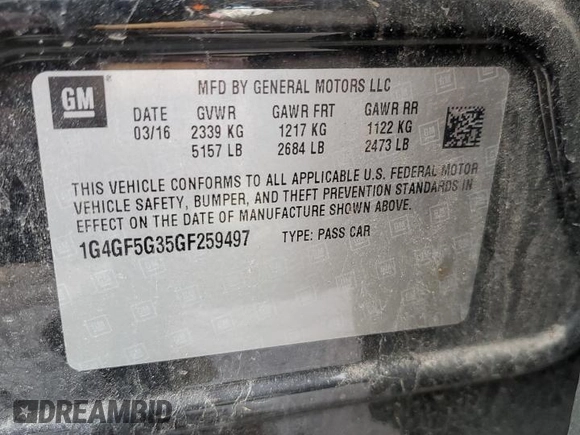 GM
MFD BY GENERAL MOTORS LLC
DATE GVWR GAWR FRT GAWR RR
03/16 2339 KG 1217 KG 1122 KG
5157 LB 2684 LB 2473 LB
THIS VEHICLE CONFORMS TO ALL APPLICABLE U.S. FEDERAL MOTOR
VEHICLE SAFETY, BUMPER, AND THEFT PREVENTION STANDARDS IN
EFFECT ON THE DATE OF MANUFACTURE SHOWN ABOVE.
1G4GF5G35GF259497 TYPE: PASS CAR
DREAMBID